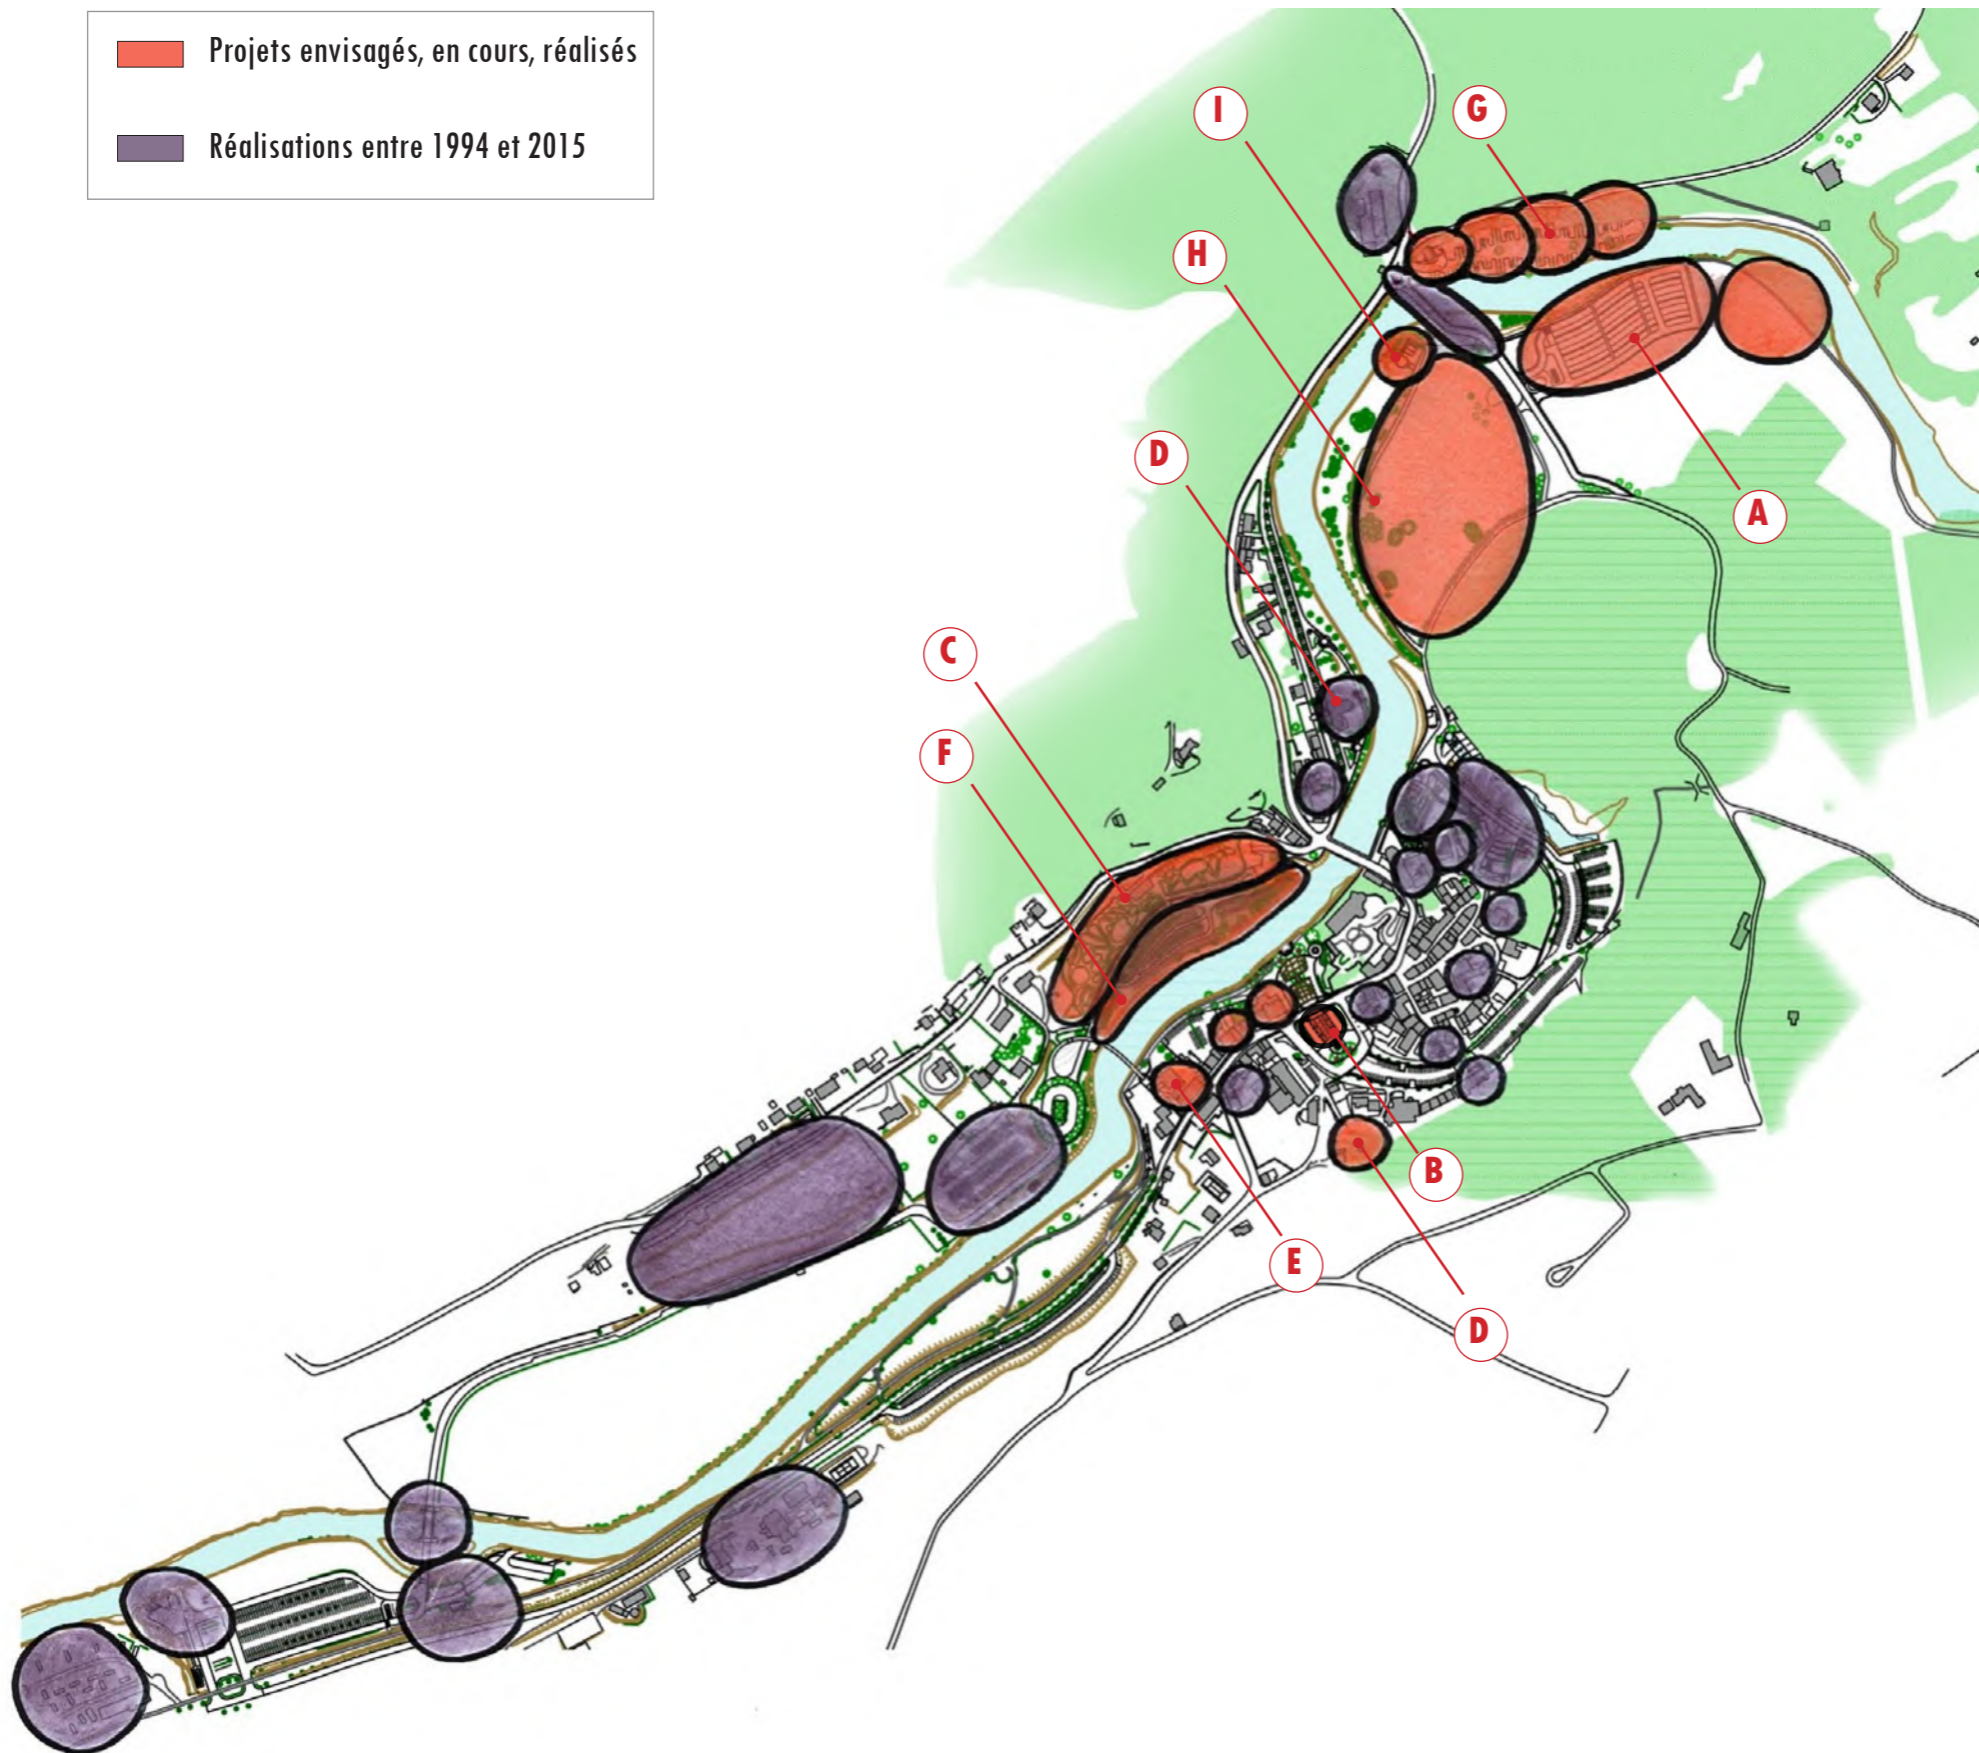 Projets envisagés, en cours, réalisés
Réalisations entre 1994 et 2015
I
G
H
D
A
C
F
B
E
D